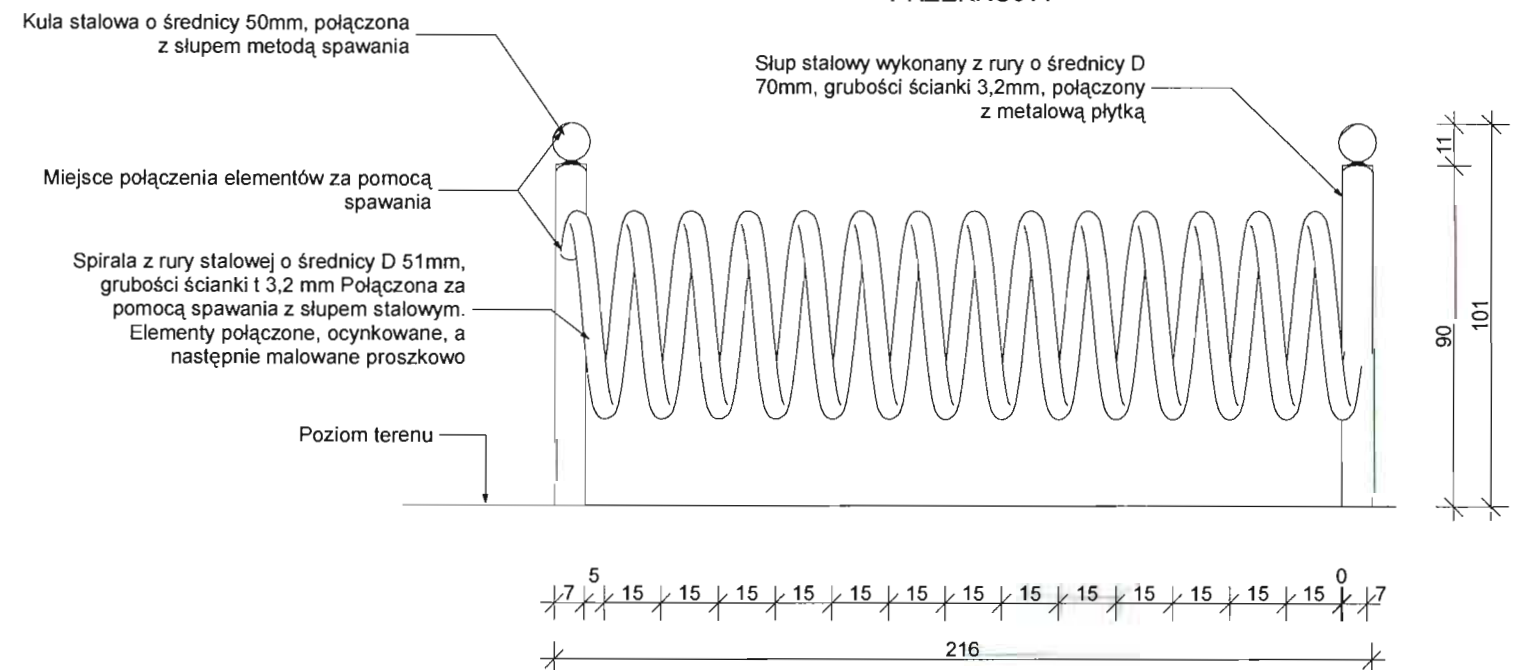 Kula stalowa o średnicy 50mm, połączona
z słupem metodą spawania
Słup stalowy wykonany z rury o średnicy D
70mm, grubości ścianki 3,2mm, połączony
z metalową płytką
Miejsce połączenia elementów za pomocą
spawania
Spirala z rury stalowej o średnicy D 51mm,
grubości ścianki t 3,2 mm Połączona za
pomocą spawania z słupem stalowym.
Elementy połączone, ocynkowane, a
następnie malowane proszkowo
Poziom terenu
11
90
101
7 5 15 15 15 15 15 15 15 15 15 15 15 15 15 0 7
216